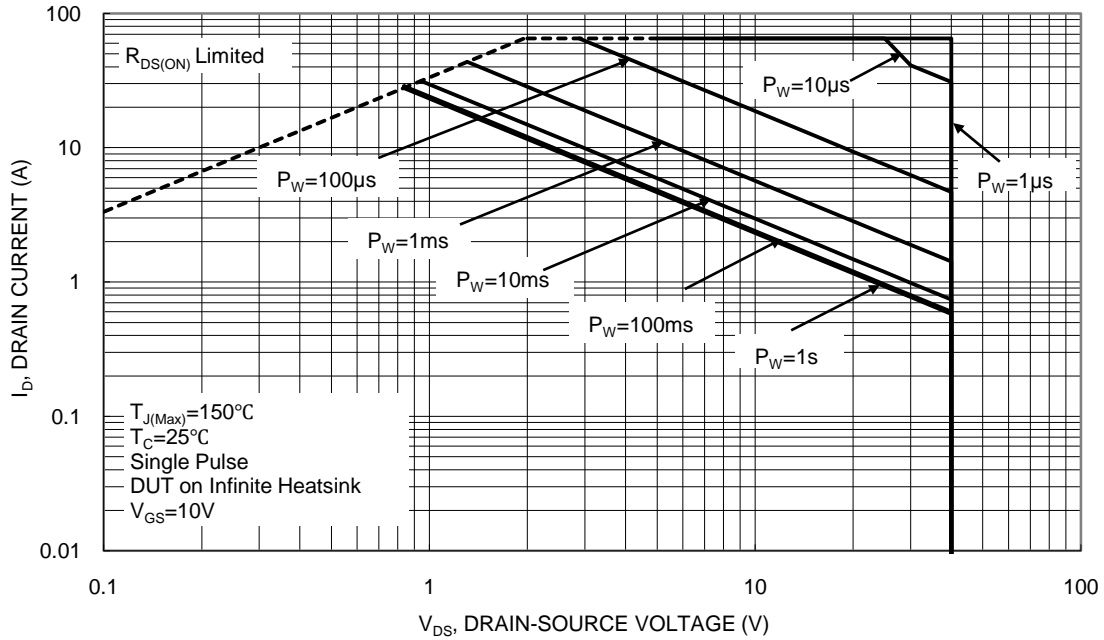 100
R_DS(ON) Limited
P_W=10µs
10
P_W=100µs
P_W=1µs
P_W=1ms
P_W=10ms
1
P_W=100ms
P_W=1s
I_D, DRAIN CURRENT (A)
0.1
T_J(Max)=150℃
T_C=25℃
Single Pulse
DUT on Infinite Heatsink
V_GS=10V
0.01
0.1 1 10 100
V_DS, DRAIN-SOURCE VOLTAGE (V)